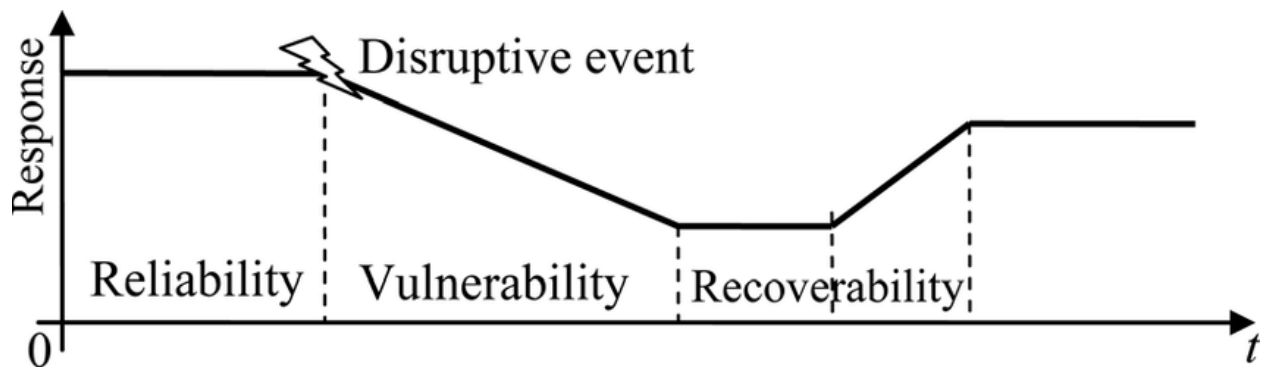 Response
Disruptive event
Reliability
Vulnerability
Recoverability
0
t